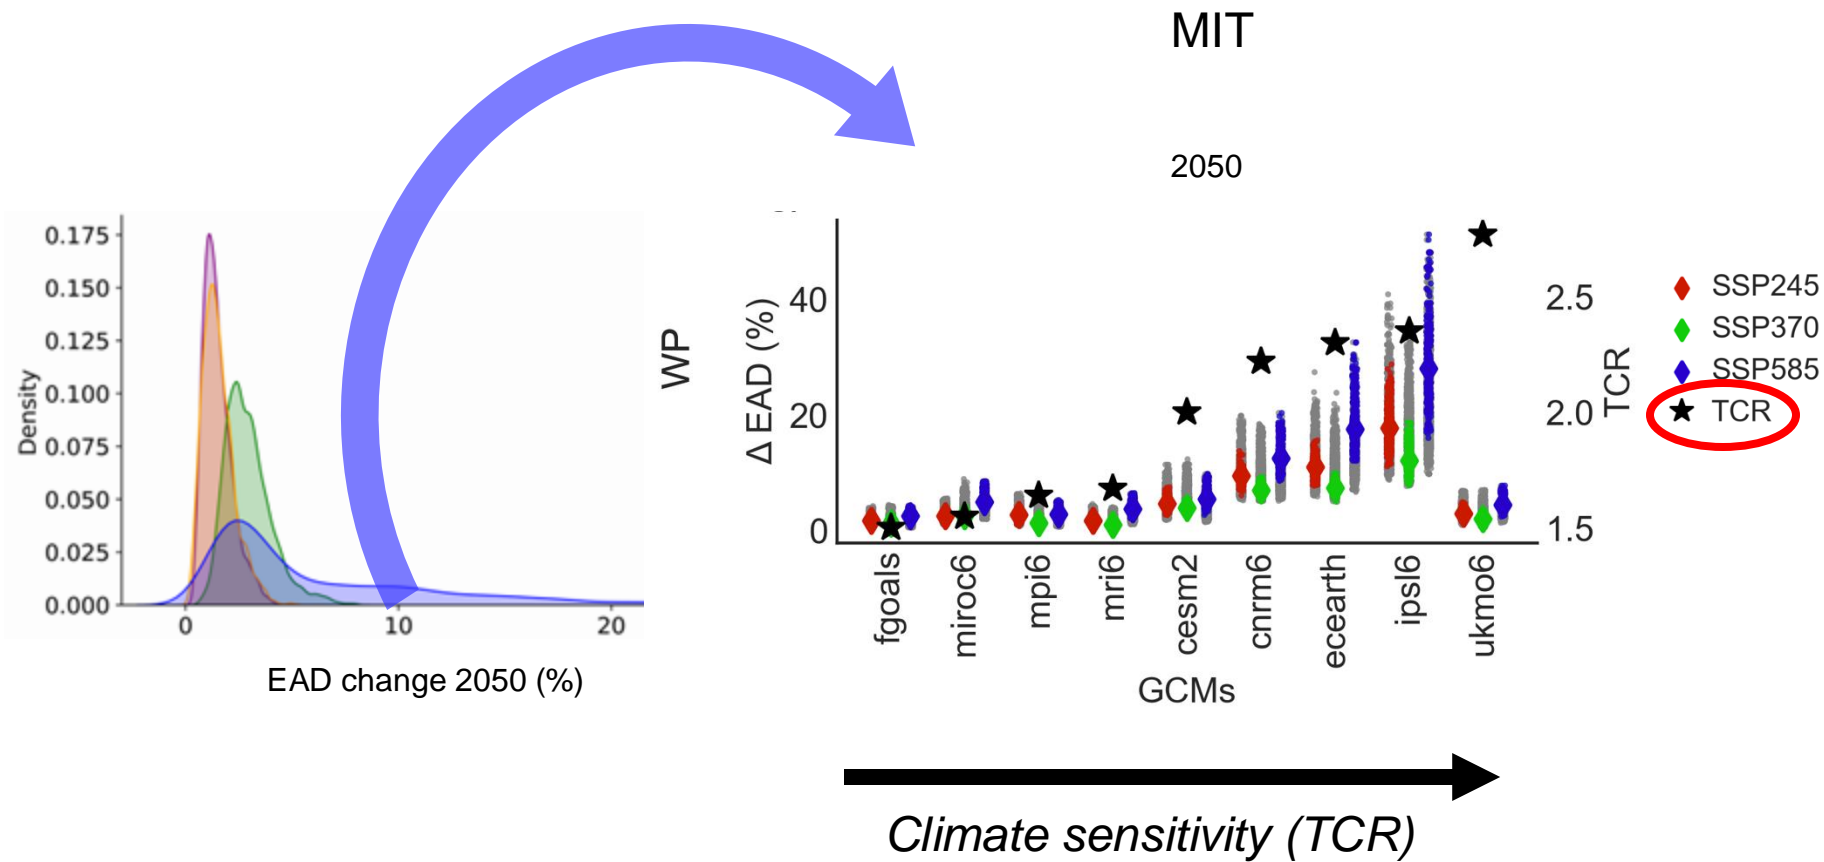 MIT
2050
0.175
0.150
0.125
0.100
0.075
0.050
0.025
0.000
Density
0
10
20
EAD change 2050 (%)
WP
Δ EAD (%)
40
20
0
2.5
2.0
1.5
TCR
SSP245
SSP370
SSP585
TCR
fgoals
miroc6
mpi6
mri6
cesm2
cnrm6
ecearth
ipsl6
ukmo6
GCMs
Climate sensitivity (TCR)